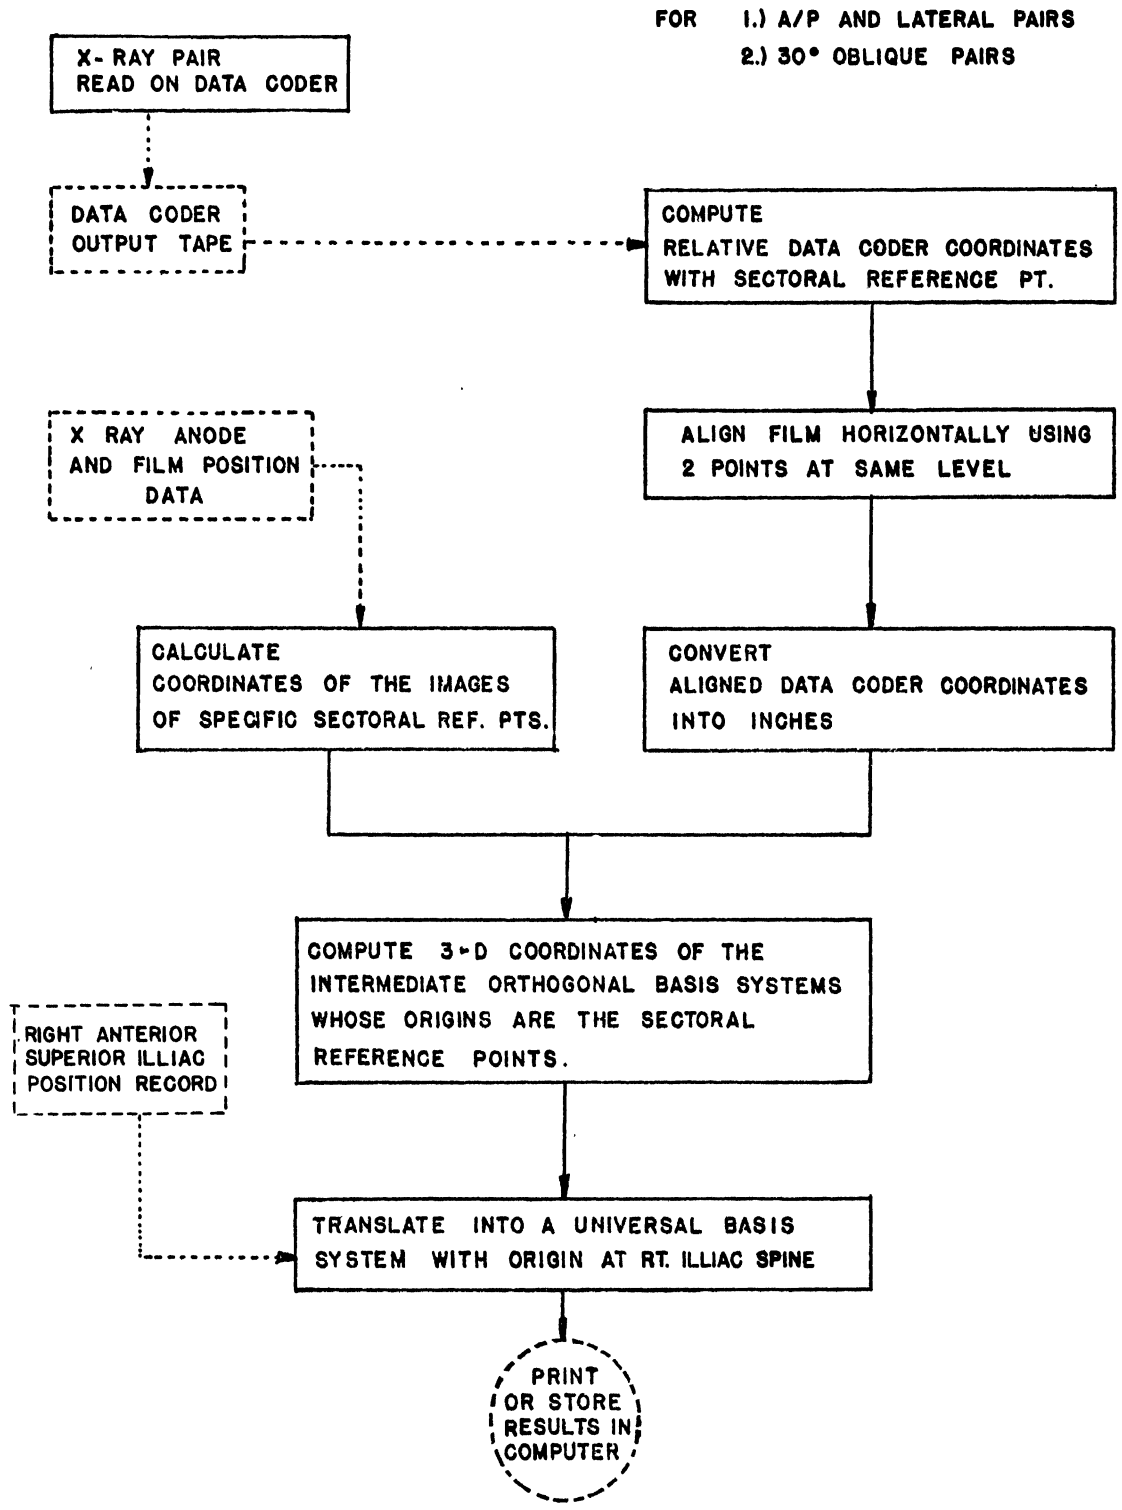 FOR 1.) A/P AND LATERAL PAIRS
2.) 30° OBLIQUE PAIRS
X-RAY PAIR
READ ON DATA CODER
DATA CODER
OUTPUT TAPE
COMPUTE
RELATIVE DATA CODER COORDINATES
WITH SECTORAL REFERENCE PT.
X RAY ANODE
AND FILM POSITION
DATA
ALIGN FILM HORIZONTALLY USING
2 POINTS AT SAME LEVEL
CALCULATE
COORDINATES OF THE IMAGES
OF SPECIFIC SECTORAL REF. PTS.
CONVERT
ALIGNED DATA CODER COORDINATES
INTO INCHES
COMPUTE 3-D COORDINATES OF THE
INTERMEDIATE ORTHOGONAL BASIS SYSTEMS
WHOSE ORIGINS ARE THE SECTORAL
REFERENCE POINTS.
RIGHT ANTERIOR
SUPERIOR ILLIAC
POSITION RECORD
TRANSLATE INTO A UNIVERSAL BASIS
SYSTEM WITH ORIGIN AT RT. ILLIAC SPINE
PRINT
OR STORE
RESULTS IN
COMPUTER